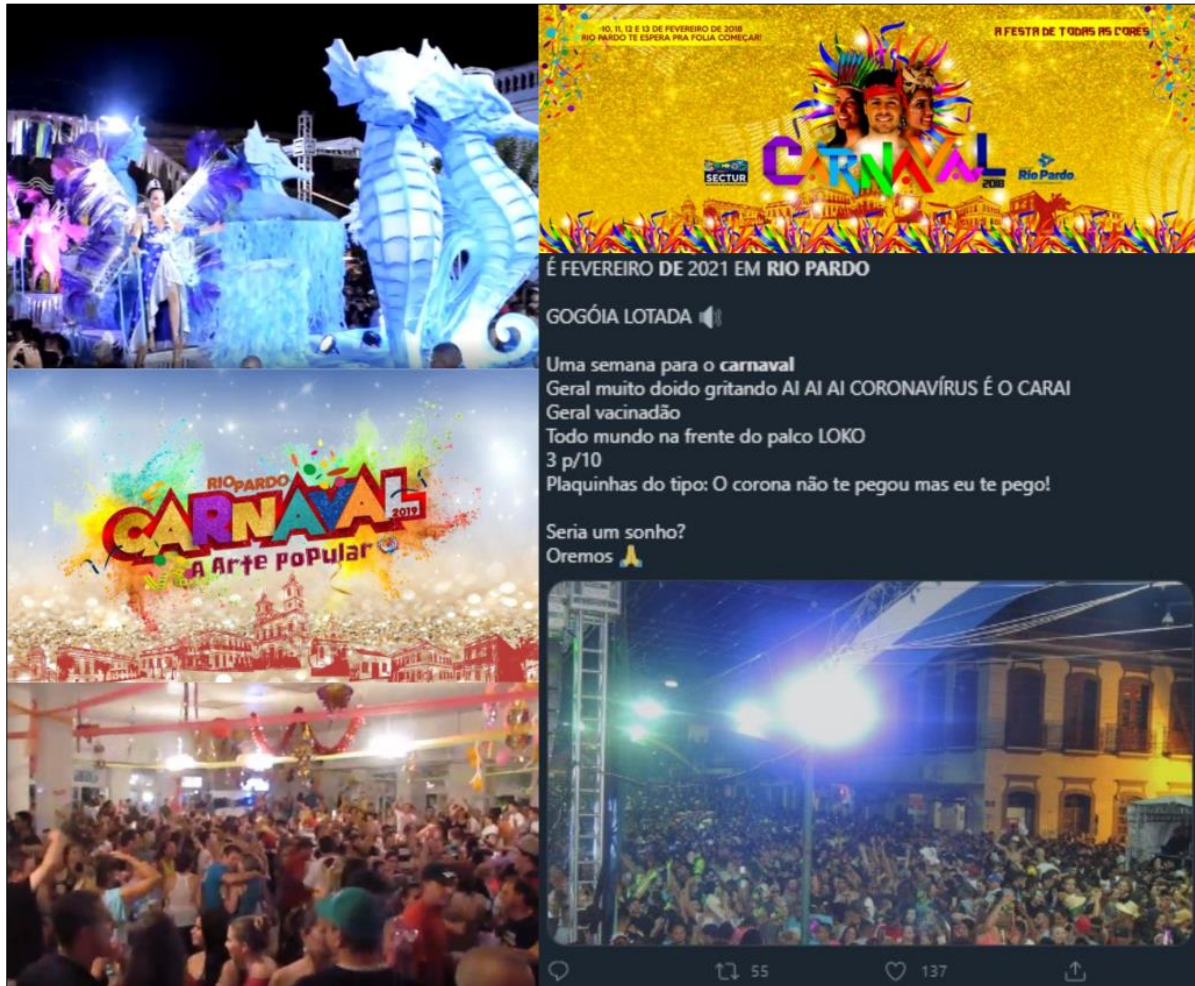 10, 11, 12 E 13 DE FEVEREIRO DE 2018
RIO PARDO TE ESPERA PRA FOLIA COMEÇAR!
A FESTA DE TODAS AS CORES
SECTUR
CARNAVAL
2018
Rio Pardo
É FEVEREIRO DE 2021 EM RIO PARDO
GOGÓIA LOTADA 🔊
Uma semana para o carnaval
Geral muito doido gritando AI AI AI CORONAVÍRUS É O CARAI
Geral vacinadão
Todo mundo na frente do palco LOKO
3 p/10
Plaquinhas do tipo: O corona não te pegou mas eu te pego!
Seria um sonho?
Oremos 🙏
55
137
RIO PARDO
CARNAVAL
2019
A Arte PoPular